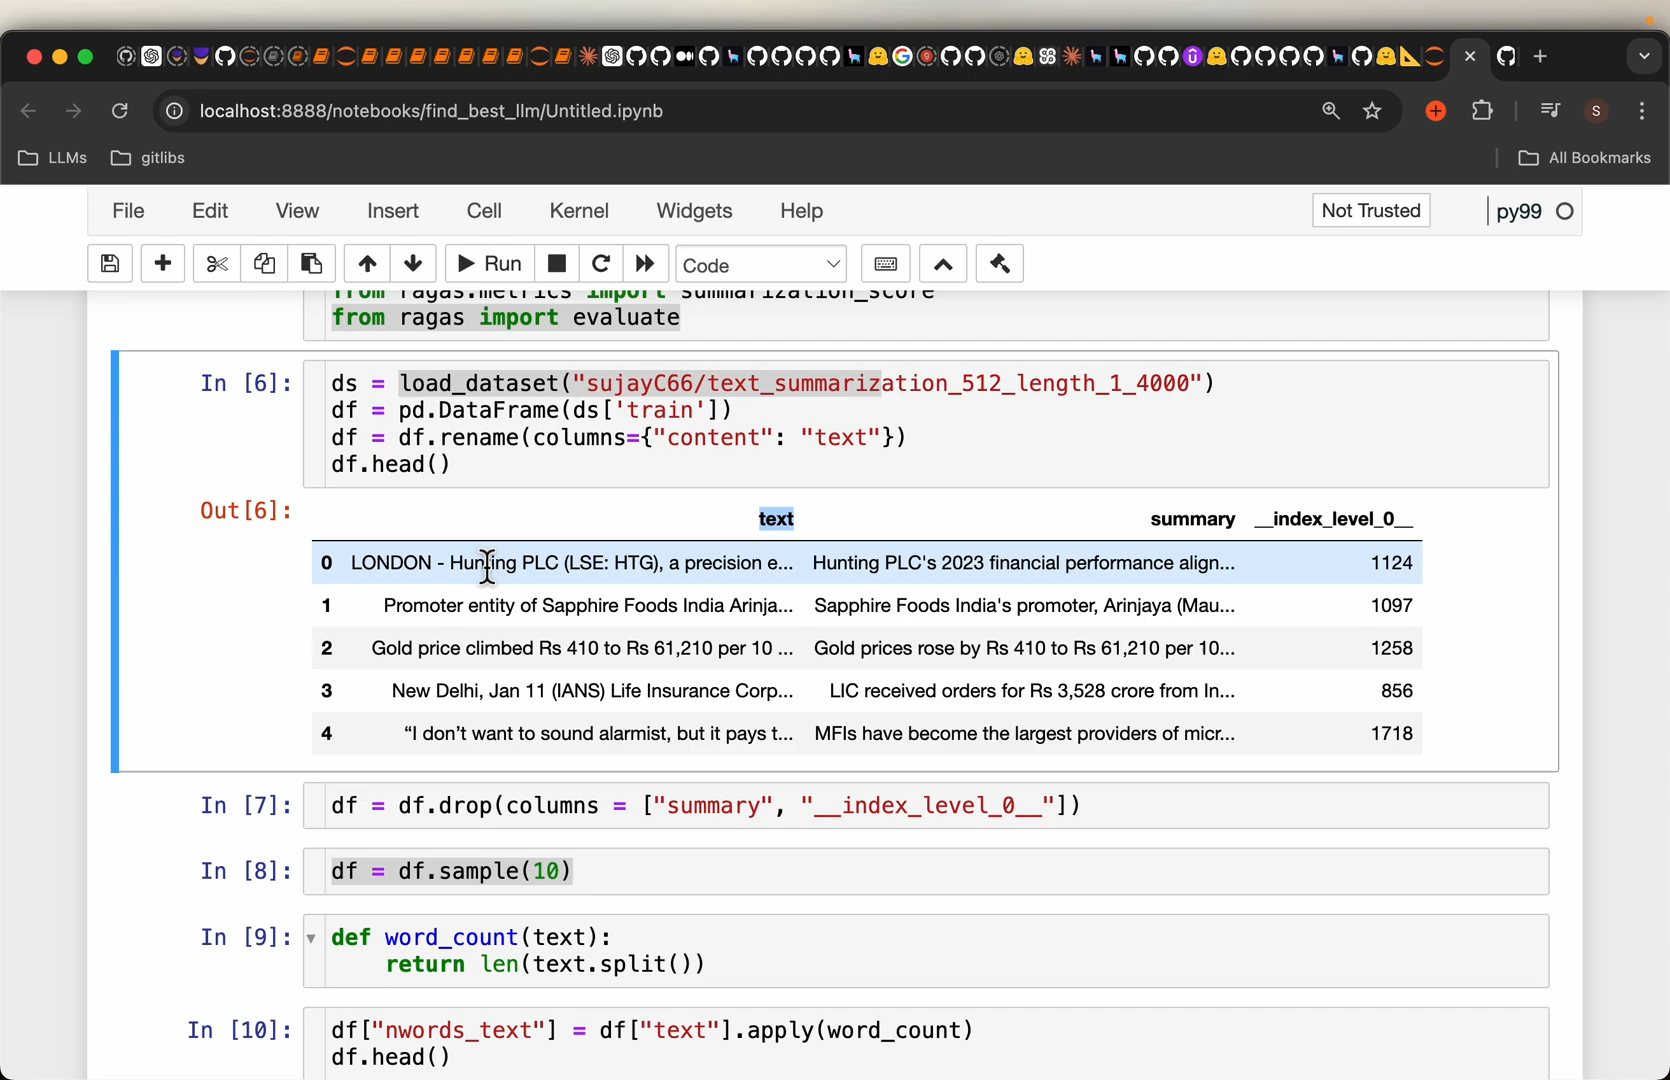 localhost:8888/notebooks/find_best_llm/Untitled.ipynb
S
LLMs
gitlibs
All Bookmarks
File Edit View Insert Cell Kernel Widgets Help
Not Trusted
py99
Run
Code
from ragas.metrics import summarization_score
from ragas import evaluate
In [6]:
ds = load_dataset("sujayC66/text_summarization_512_length_1_4000")
df = pd.DataFrame(ds['train'])
df = df.rename(columns={"content": "text"})
df.head()
Out[6]:
text summary __index_level_0__
0 LONDON - Hunting PLC (LSE: HTG), a precision e... Hunting PLC's 2023 financial performance align... 1124
1 Promoter entity of Sapphire Foods India Arinja... Sapphire Foods India's promoter, Arinjaya (Mau... 1097
2 Gold price climbed Rs 410 to Rs 61,210 per 10 ... Gold prices rose by Rs 410 to Rs 61,210 per 10... 1258
3 New Delhi, Jan 11 (IANS) Life Insurance Corp... LIC received orders for Rs 3,528 crore from In... 856
4 “I don’t want to sound alarmist, but it pays t... MFIs have become the largest providers of micr... 1718
In [7]:
df = df.drop(columns = ["summary", "__index_level_0__"])
In [8]:
df = df.sample(10)
In [9]:
def word_count(text):
return len(text.split())
In [10]:
df["nwords_text"] = df["text"].apply(word_count)
df.head()